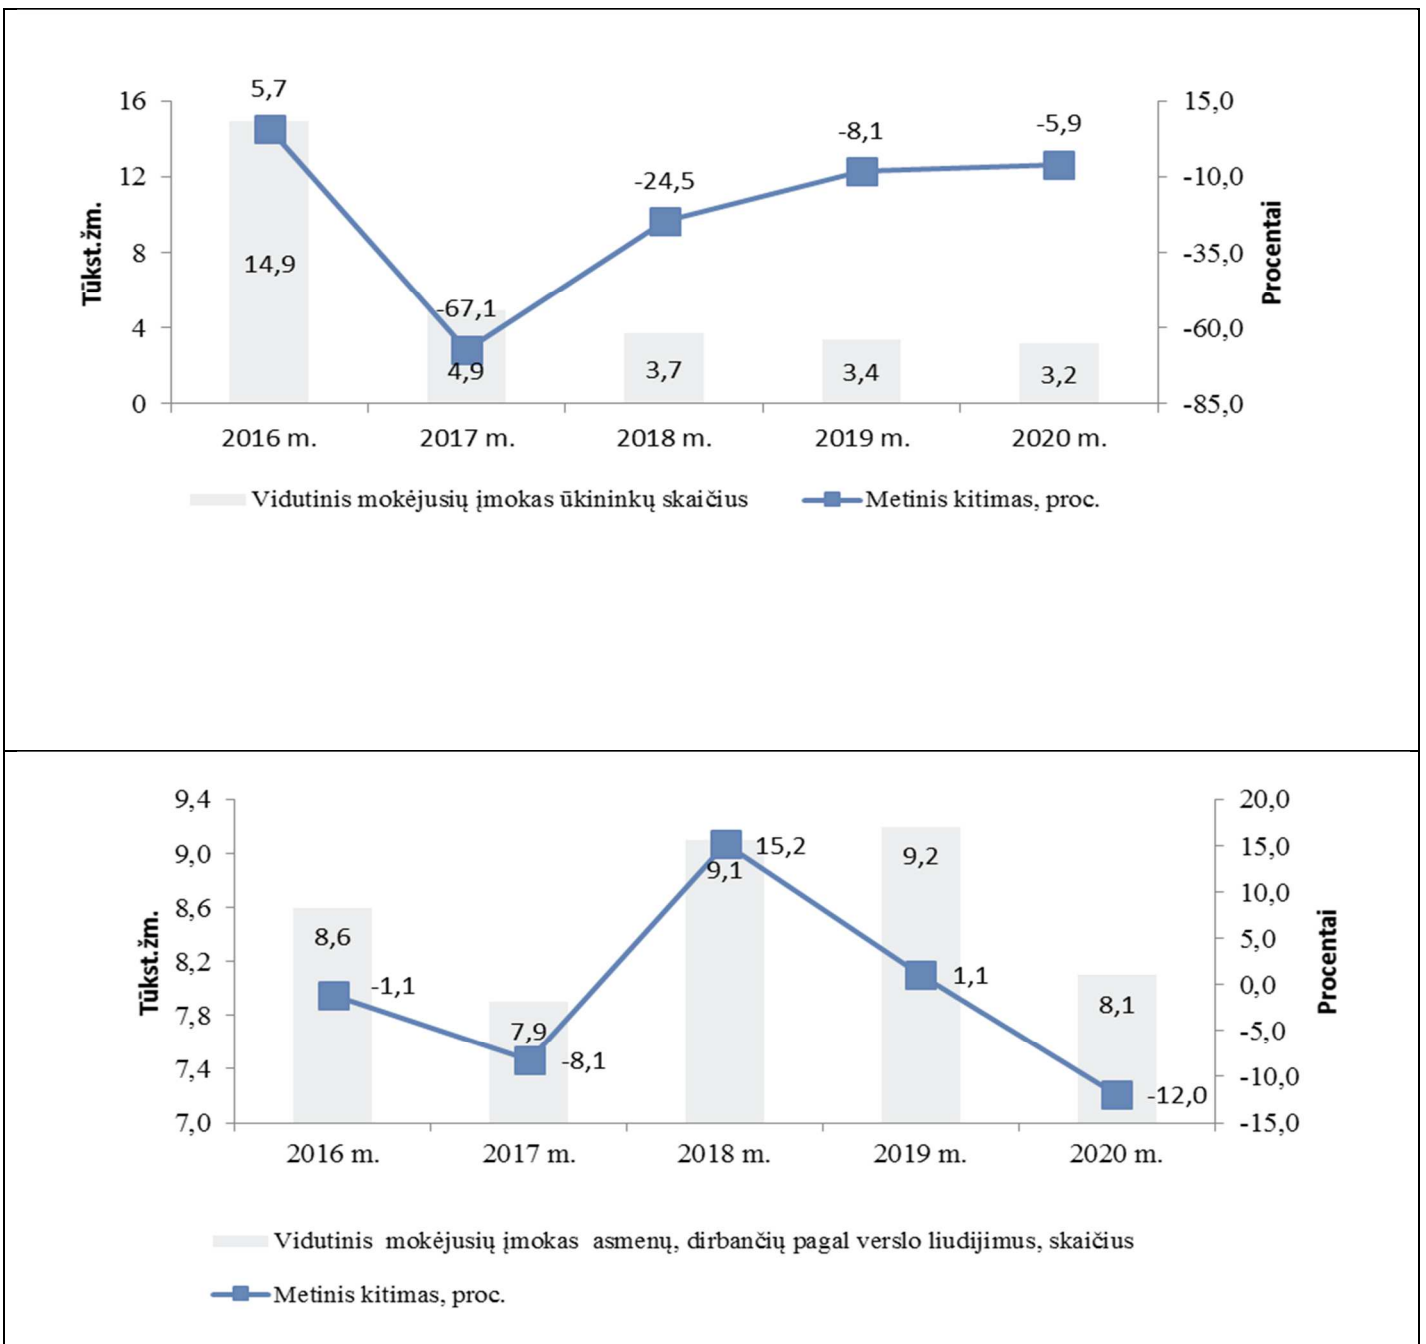 5,7
16
15,0
-5,9
-8,1
12
-24,5
-10,0
Tūkst.žm.
14,9
8
-35,0
Procentai
-67,1
4
-60,0
4,9
3,7
3,4
3,2
0
-85,0
2016 m.
2017 m.
2018 m.
2019 m.
2020 m.
Vidutinis mokėjusių įmokas ūkininkų skaičius
Metinis kitimas, proc.
9,4
20,0
9,0
15,2
15,0
9,1
9,2
8,6
10,0
8,6
5,0
Tūkst.žm.
Procentai
8,2
-1,1
1,1
0,0
7,8
7,9
8,1
-5,0
7,4
-8,1
-10,0
-12,0
7,0
-15,0
2016 m.
2017 m.
2018 m.
2019 m.
2020 m.
Vidutinis mokėjusių įmokas asmenų, dirbančių pagal verslo liudijimus, skaičius
Metinis kitimas, proc.